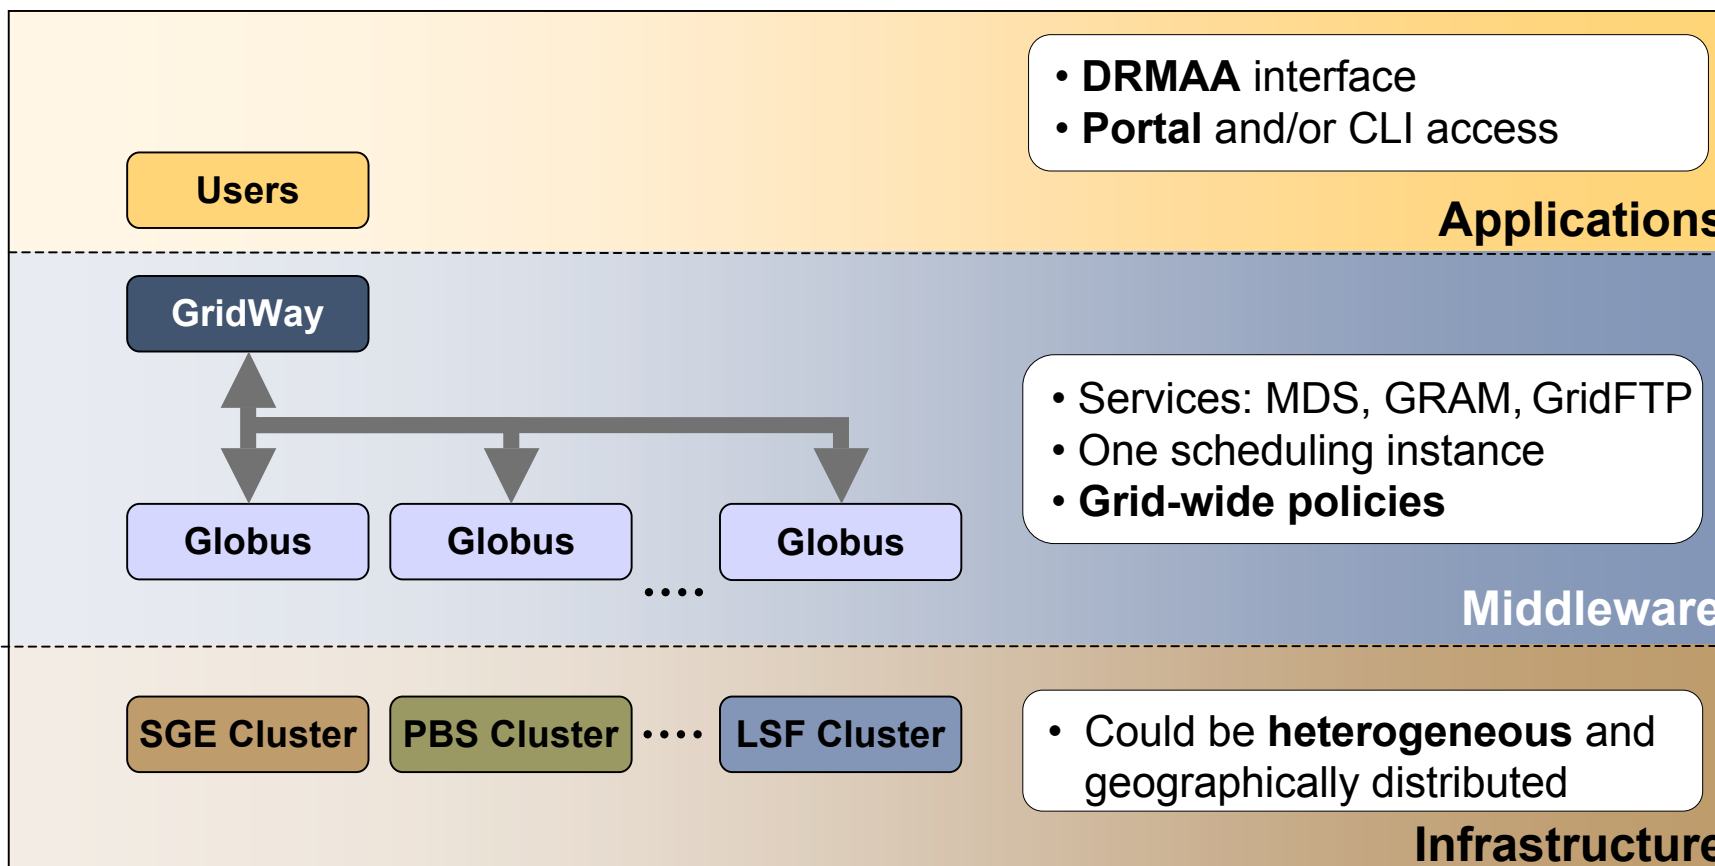 • DRMAA interface
• Portal and/or CLI access
Users
Applications
GridWay
• Services: MDS, GRAM, GridFTP
• One scheduling instance
• Grid-wide policies
Globus Globus Globus
....
Middleware
SGE Cluster PBS Cluster .... LSF Cluster
• Could be heterogeneous and
geographically distributed
Infrastructure